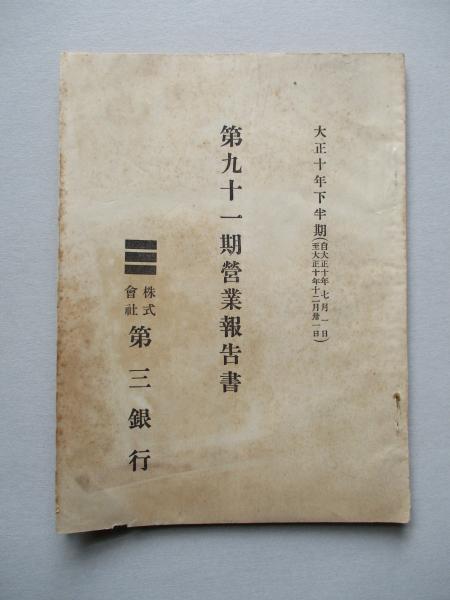 大正十年下半期(自大正十年七月一日至大正十年十二月卅一日)
第九十一期營業報告書
株式會社第三銀行